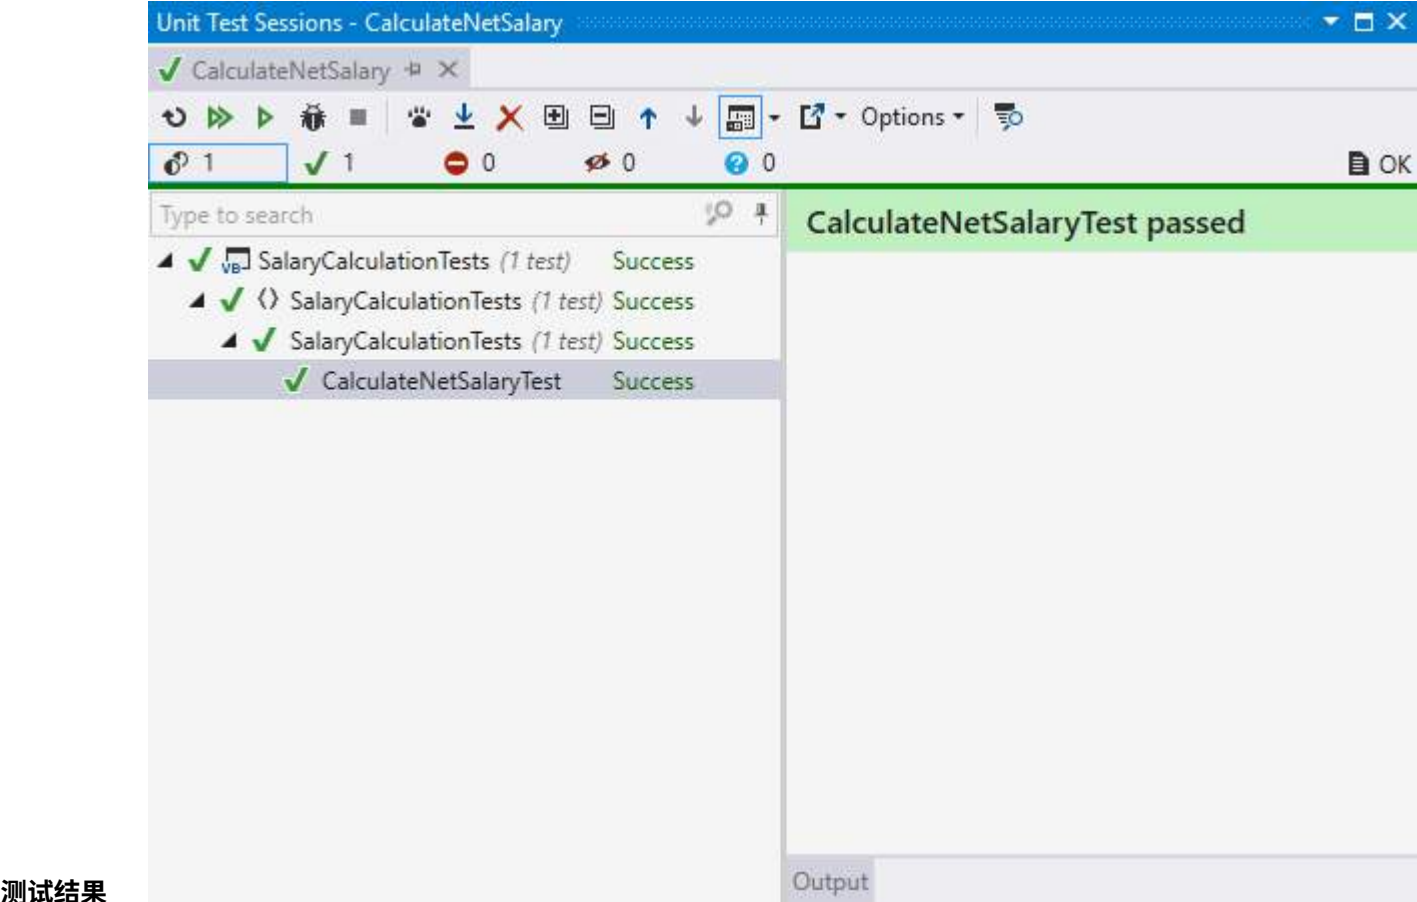 Unit Test Sessions - CalculateNetSalary
CalculateNetSalary
Options
1 1 0 0 0 OK
Type to search
CalculateNetSalaryTest passed
SalaryCalculationTests (1 test) Success
SalaryCalculationTests (1 test) Success
SalaryCalculationTests (1 test) Success
CalculateNetSalaryTest Success
Output
测试结果